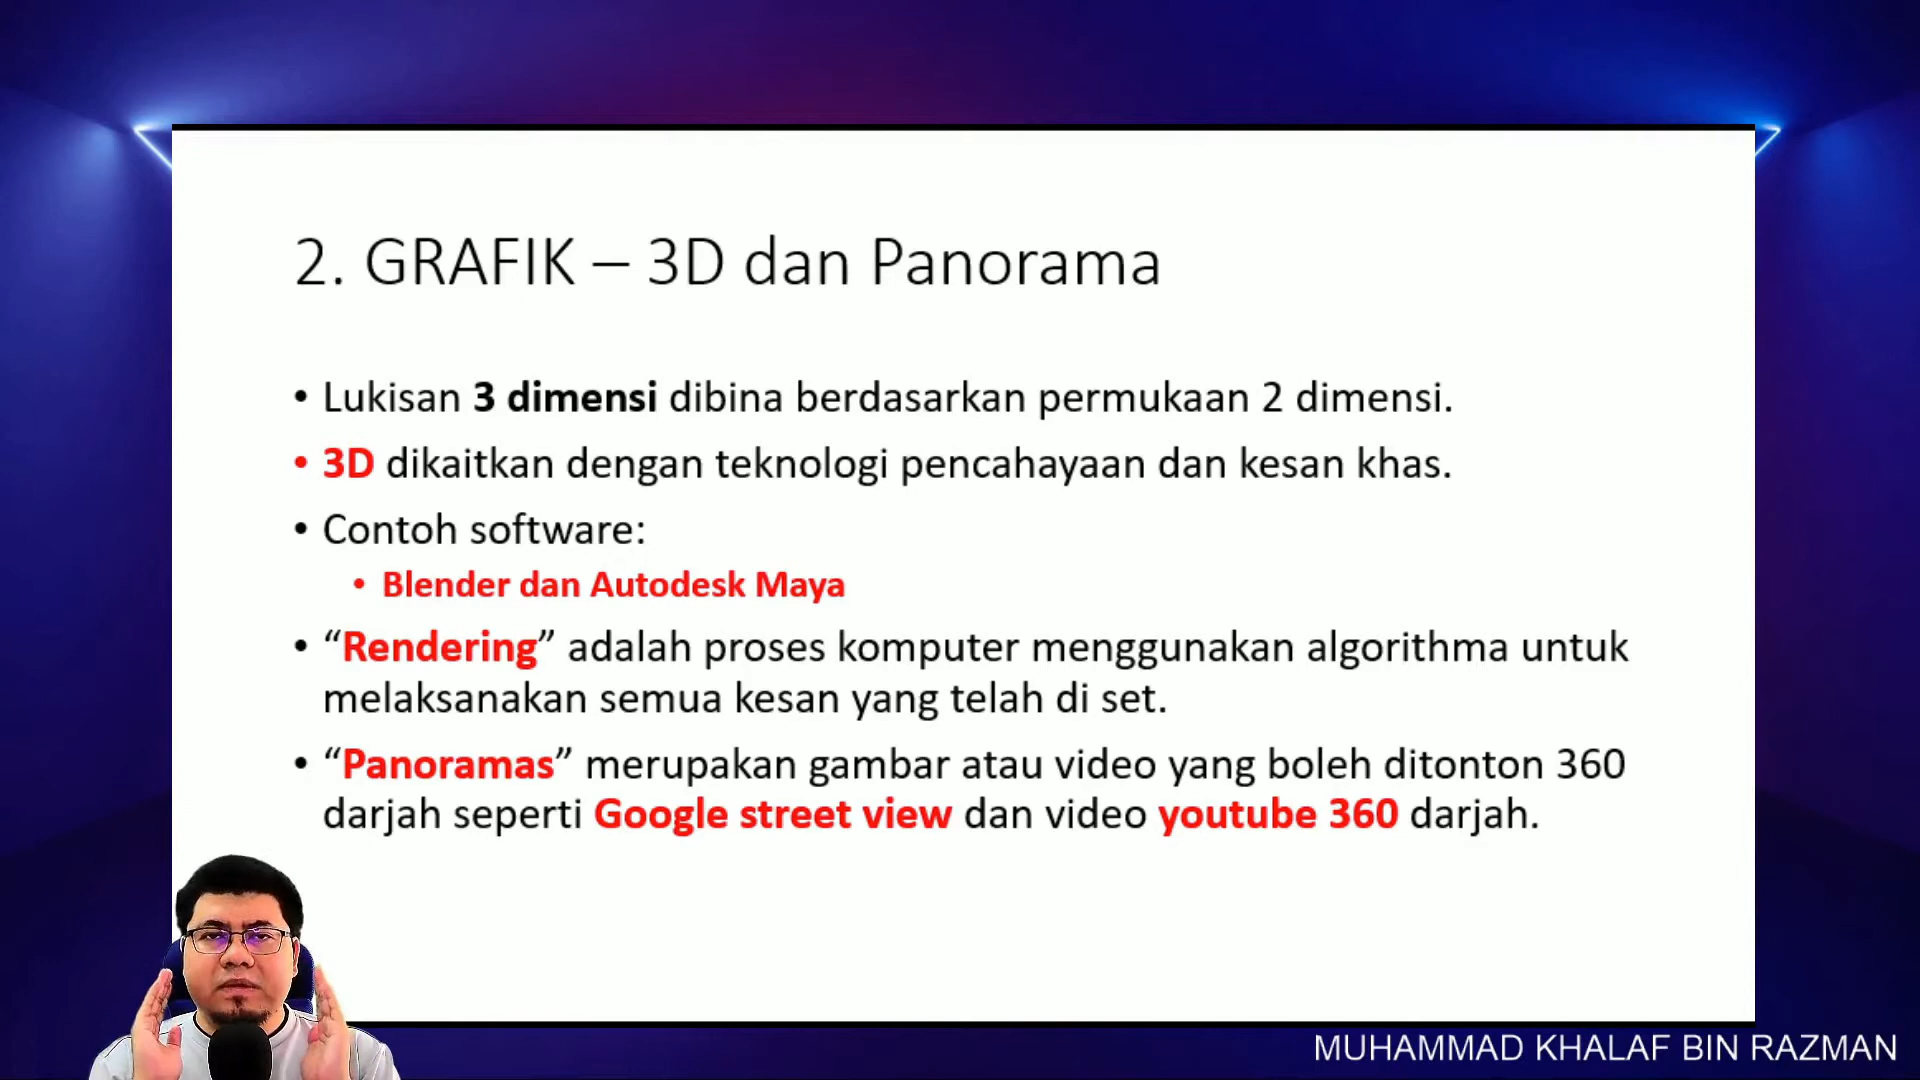 2. GRAFIK – 3D dan Panorama
• Lukisan 3 dimensi dibina berdasarkan permukaan 2 dimensi.
• 3D dikaitkan dengan teknologi pencahayaan dan kesan khas.
• Contoh software:
• Blender dan Autodesk Maya
• “Rendering” adalah proses komputer menggunakan algorithma untuk
melaksanakan semua kesan yang telah di set.
• “Panoramas” merupakan gambar atau video yang boleh ditonton 360
darjah seperti Google street view dan video youtube 360 darjah.
MUHAMMAD KHALAF BIN RAZMAN